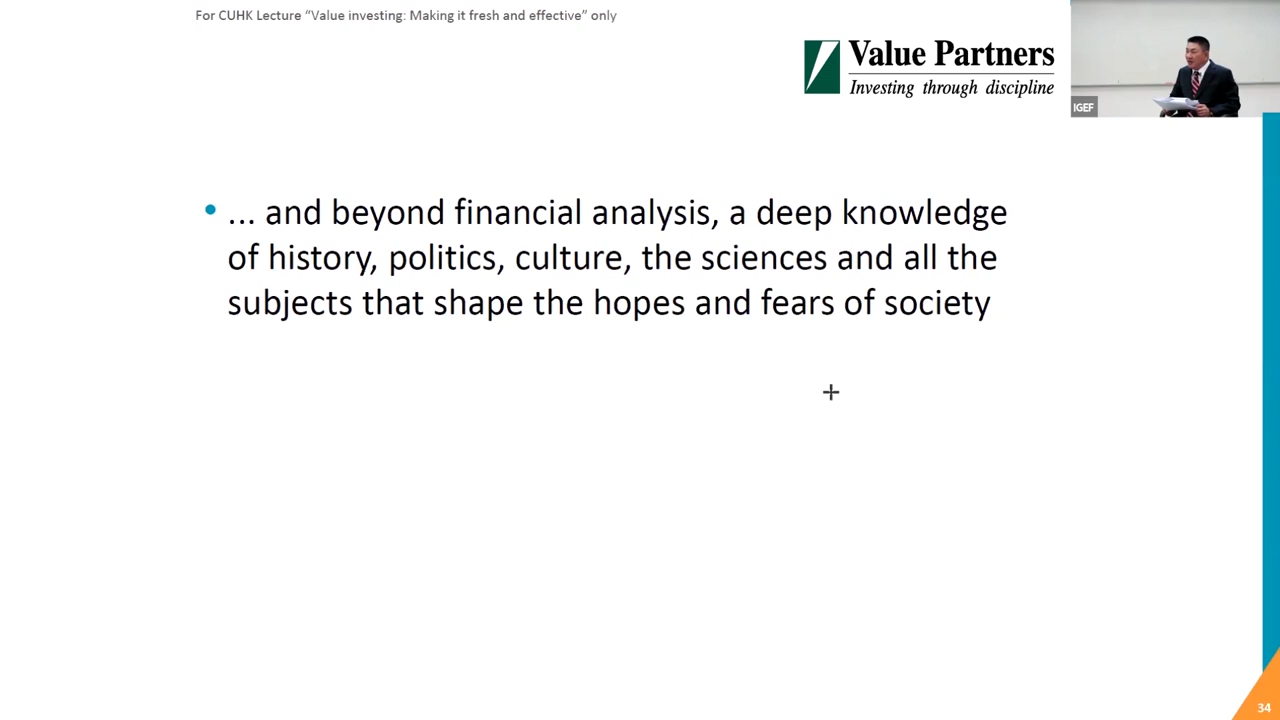 For CUHK Lecture “Value investing: Making it fresh and effective” only
Value Partners
Investing through discipline
IGEF
• ... and beyond financial analysis, a deep knowledge
of history, politics, culture, the sciences and all the
subjects that shape the hopes and fears of society
34